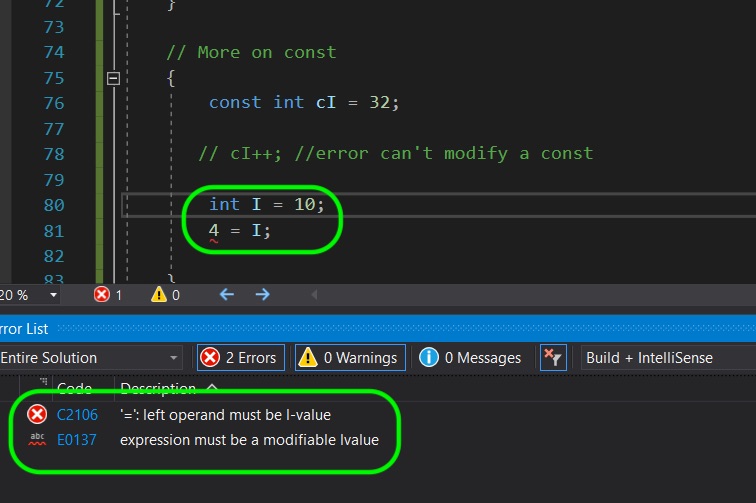 72 }
73
74 // More on const
75 {
76 const int cI = 32;
77
78 // cI++; //error can't modify a const
79
80 int I = 10;
81 4 = I;
82
83 }
20 % 1 0
rror List
Entire Solution 2 Errors 0 Warnings 0 Messages Build + IntelliSense
Code Description
C2106 '=': left operand must be l-value
abc E0137 expression must be a modifiable lvalue